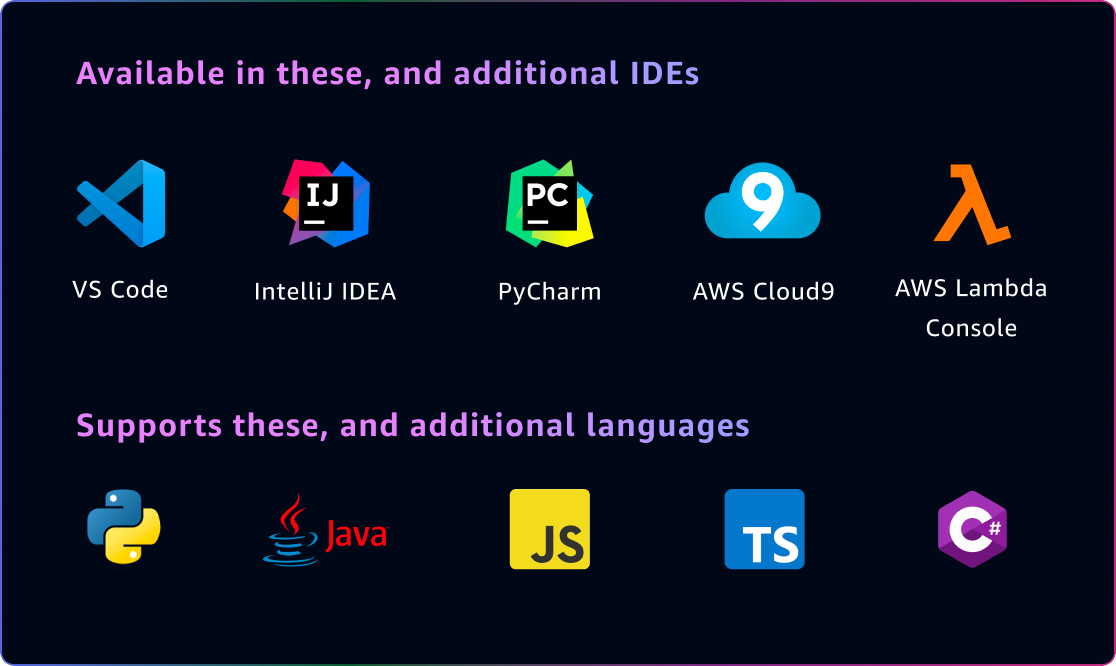 Available in these, and additional IDEs
IJ
PC
9
VS Code
IntelliJ IDEA
PyCharm
AWS Cloud9
AWS Lambda
Console
Supports these, and additional languages
Java
JS
TS
C#